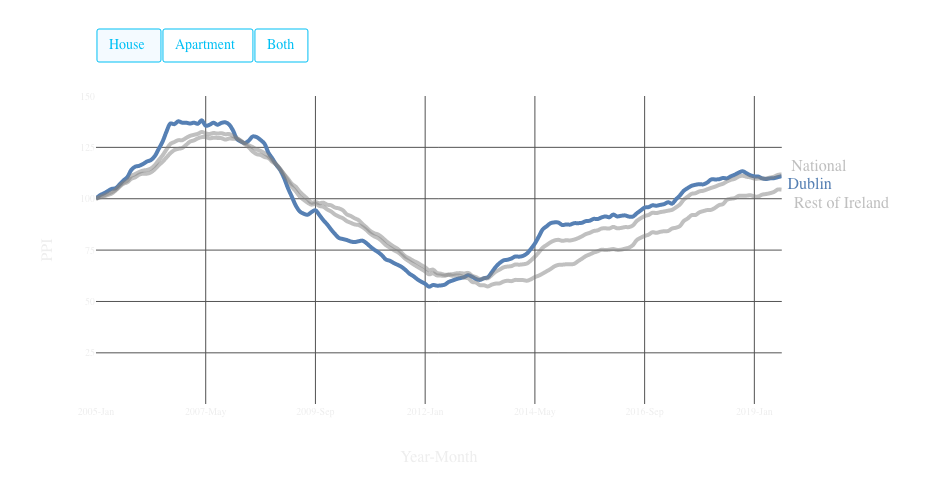 House Apartment Both
150
125
100
75
50
25
PPI
National
Dublin
Rest of Ireland
2005-Jan 2007-May 2009-Sep 2012-Jan 2014-May 2016-Sep 2019-Jan
Year-Month